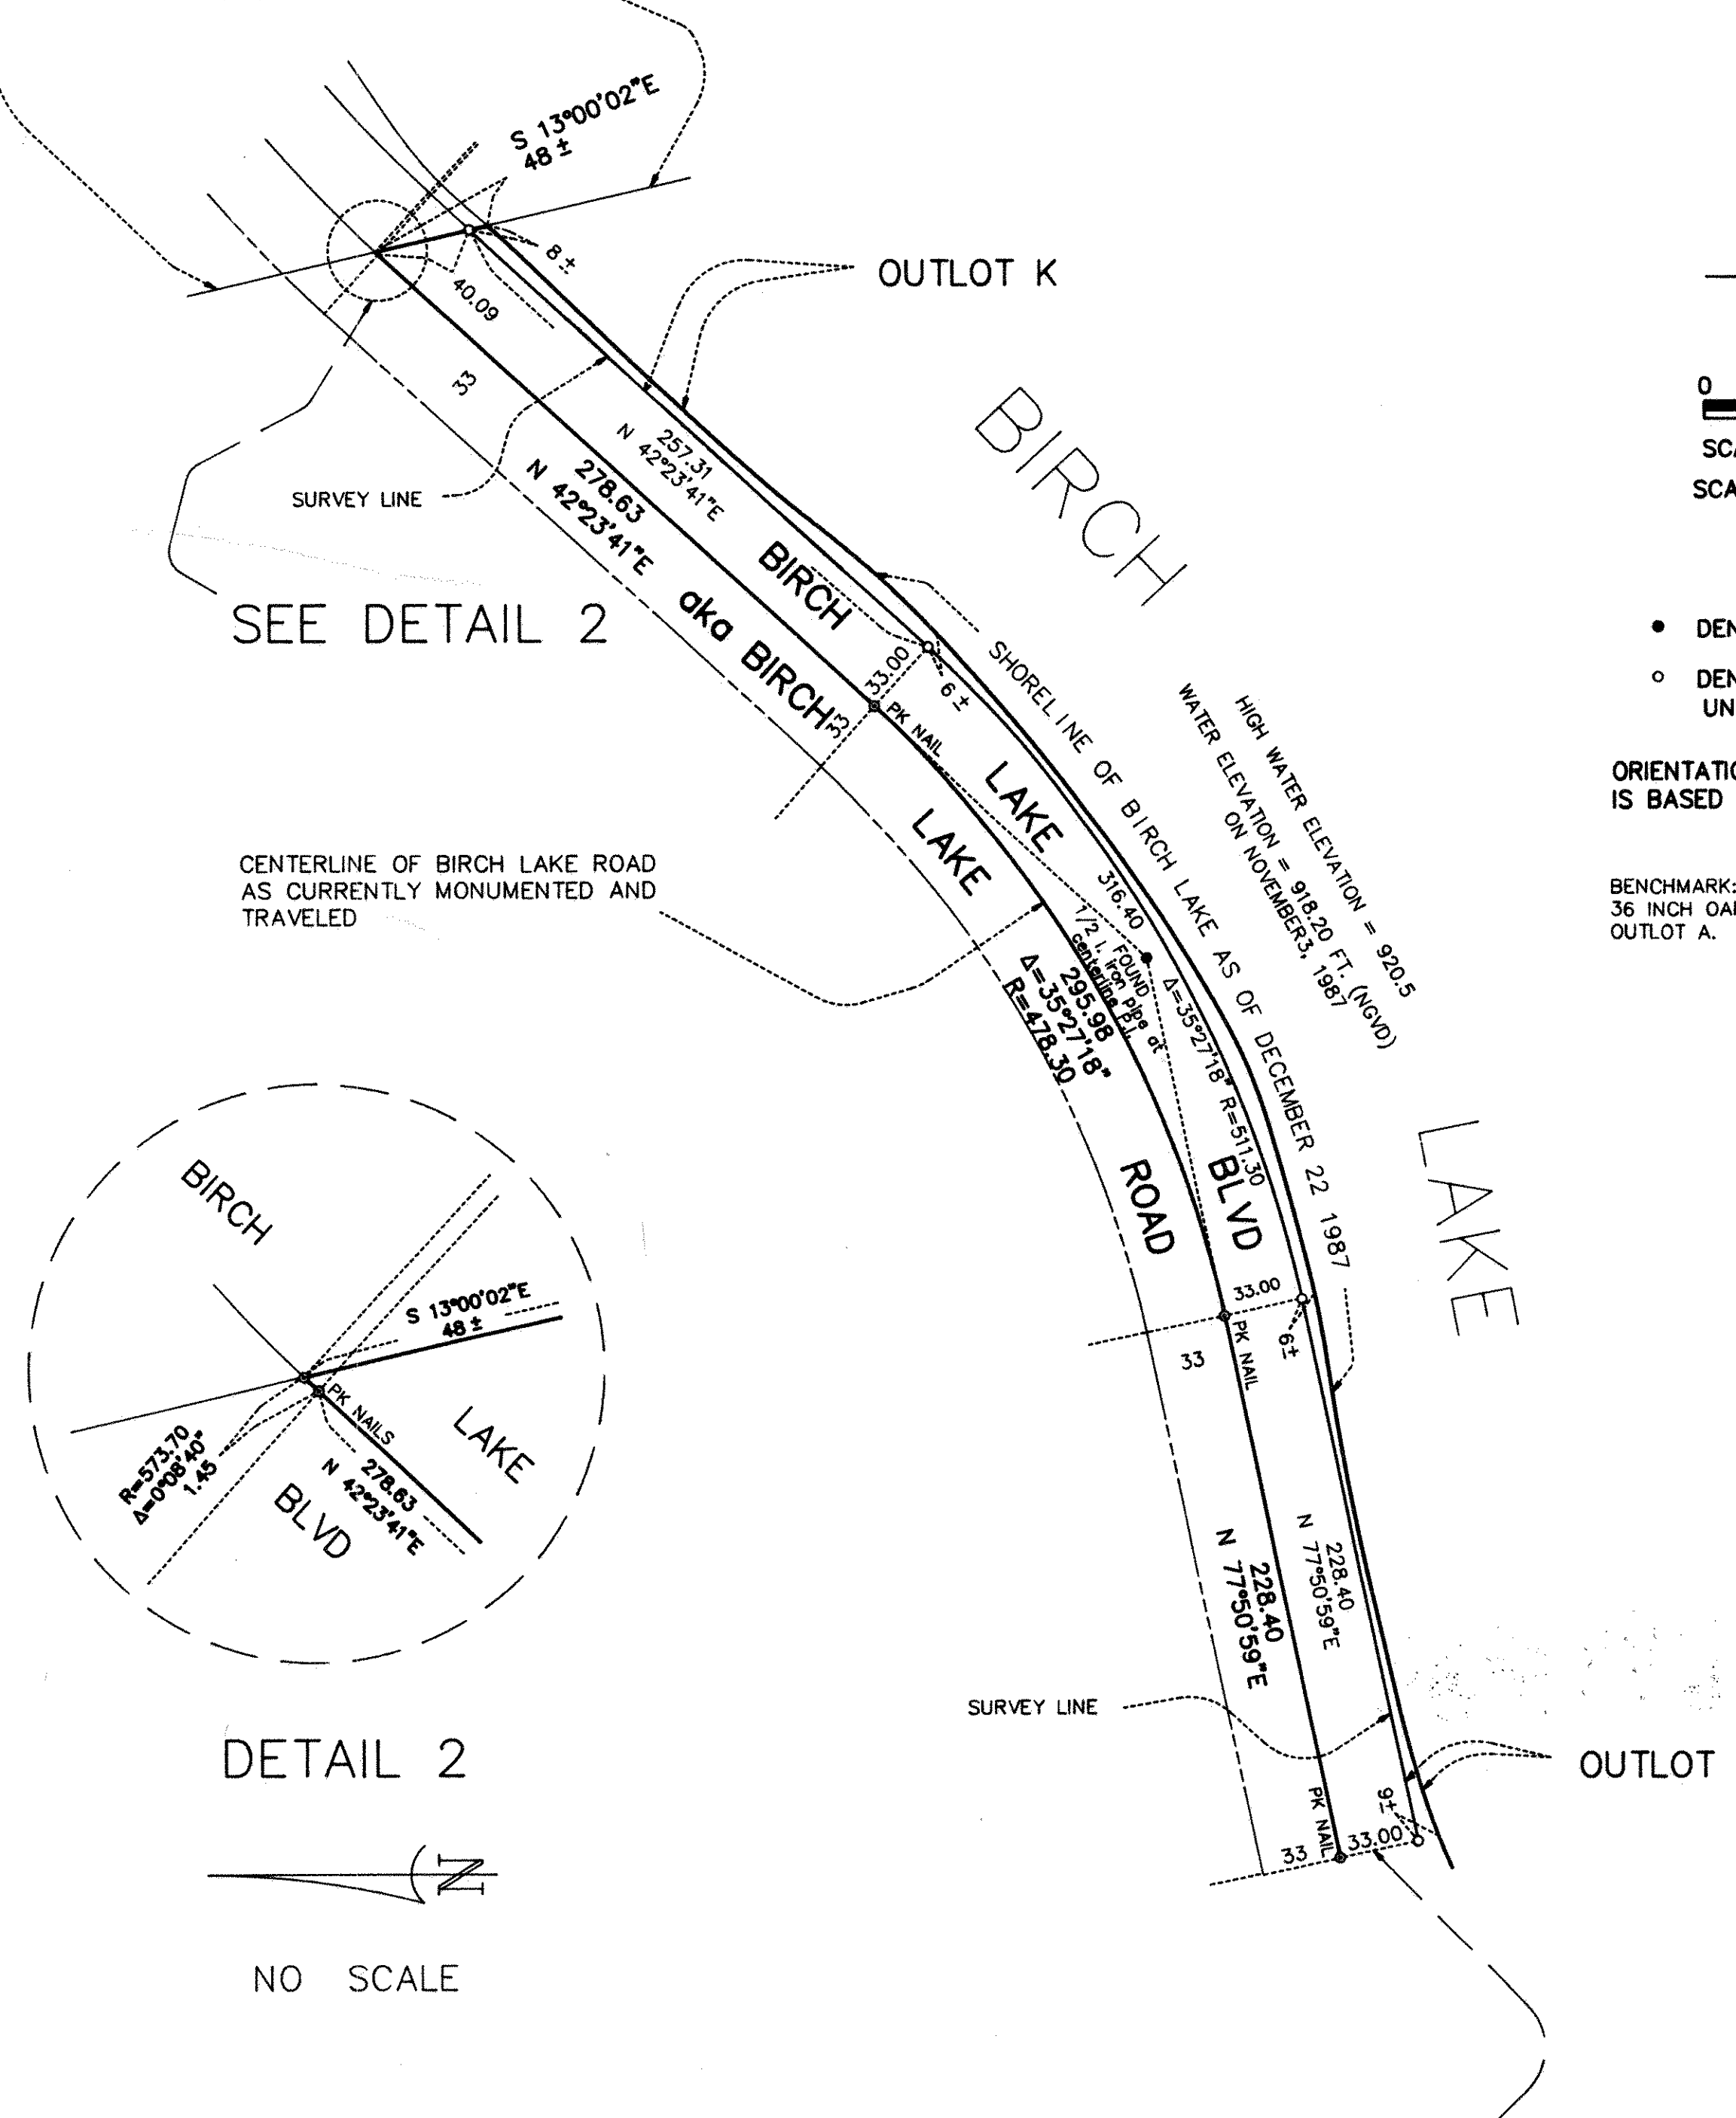 S 13°00'02"E
48 ±
8 ±
40.09
OUTLOT K
33
257.31
N 42°23'41"E
278.63
N 42°23'41"E
SURVEY LINE
SEE DETAIL 2
BIRCH
LAKE
BLVD
aka BIRCH
LAKE
ROAD
BIRCH
LAKE
33.00
33
6 ±
PK NAIL
SHORELINE OF BIRCH LAKE AS OF DECEMBER 22 1987
HIGH WATER ELEVATION = 920.5
WATER ELEVATION = 918.20 FT. (NGVD)
ON NOVEMBER3, 1987
CENTERLINE OF BIRCH LAKE ROAD
AS CURRENTLY MONUMENTED AND
TRAVELED
316.40
Δ=35°27'18" R=511.30
FOUND
1/2 i. iron pipe at
centerline P.I.
295.98
Δ=35°27'18"
R=478.30
33.00
33
6±
PK NAIL
228.40
N 77°50'59"E
228.40
N 77°50'59"E
SURVEY LINE
OUTLOT
9±
PK NAIL
33
33.00
BIRCH
LAKE
BLVD
S 13°00'02"E
48 ±
PK NAILS
R=573.70
Δ=0°08'40"
1.45
278.63
N 42°23'41"E
DETAIL 2
N
NO SCALE
0
SCA
SCA
DEN
DEN
UN
ORIENTATIO
IS BASED
BENCHMARK:
36 INCH OA
OUTLOT A.